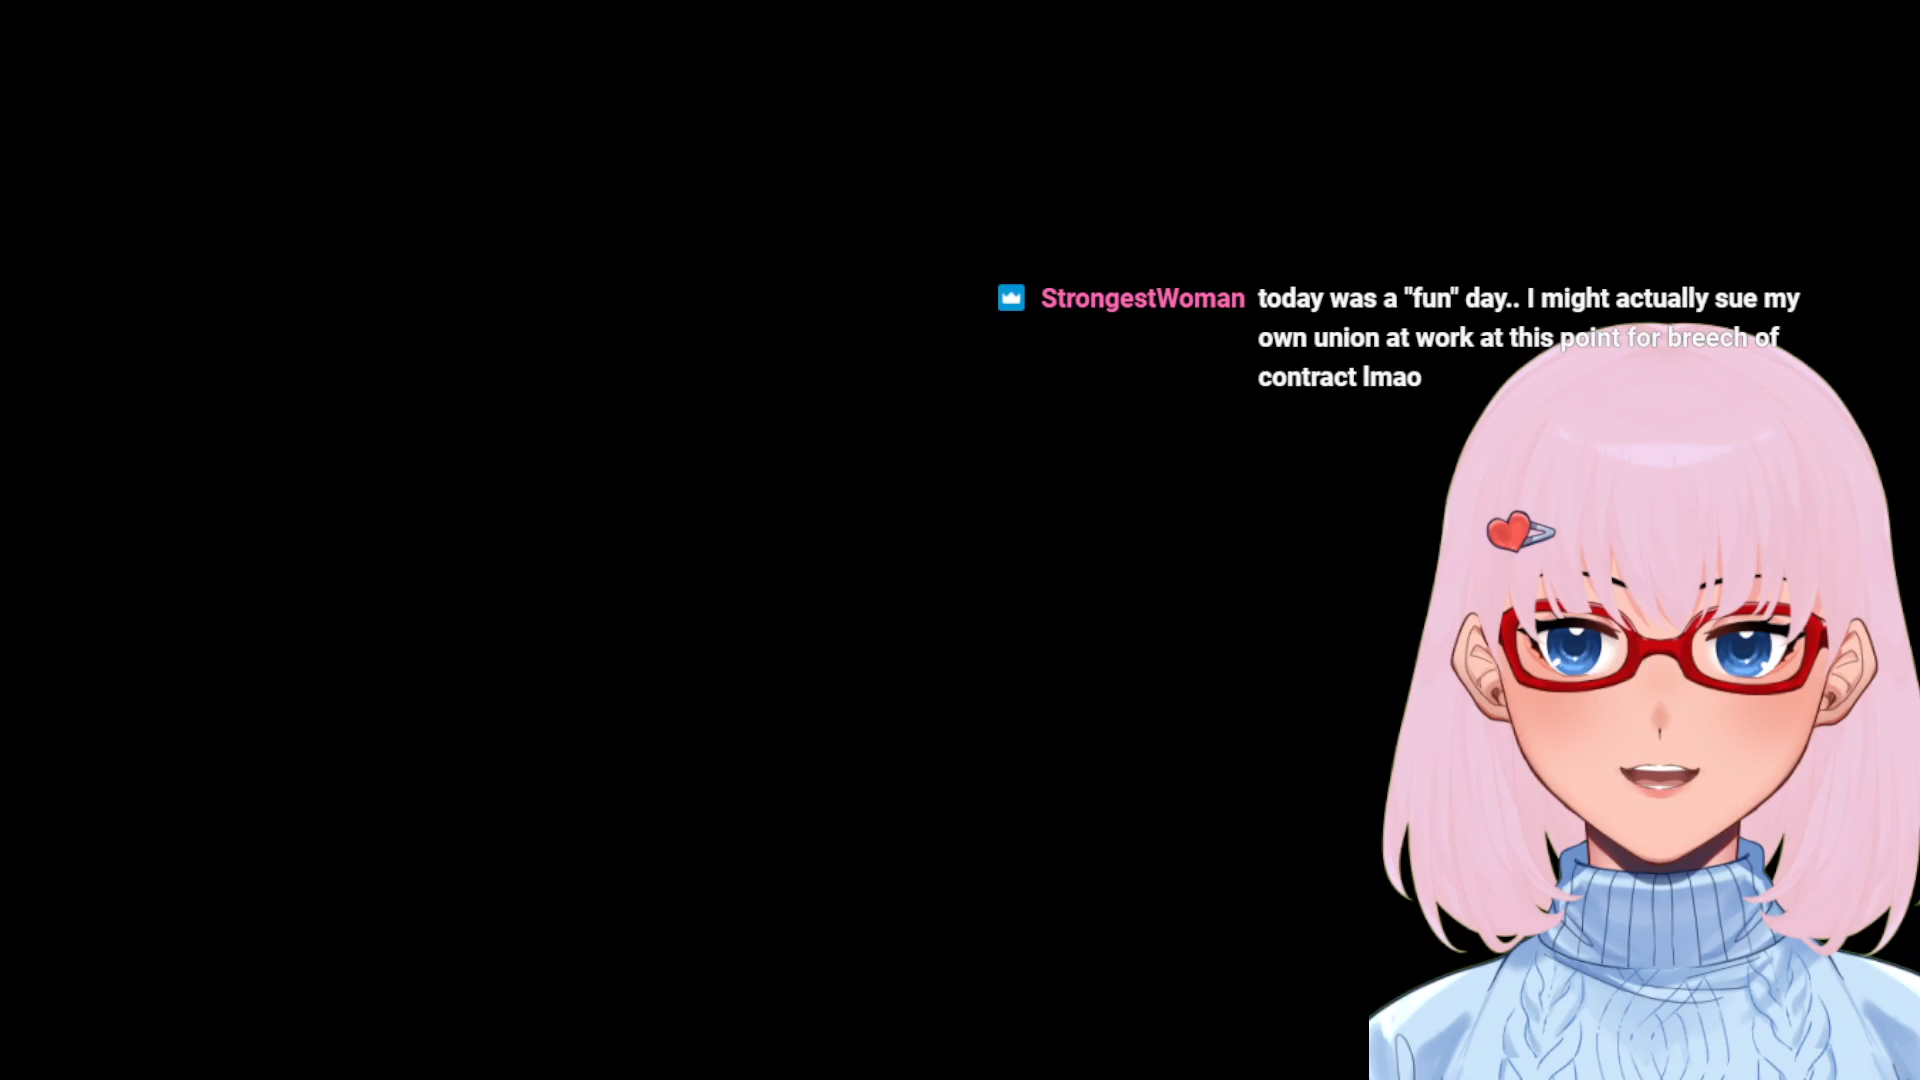 StrongestWoman today was a "fun" day.. I might actually sue my
own union at work at this point for breech of
contract lmao